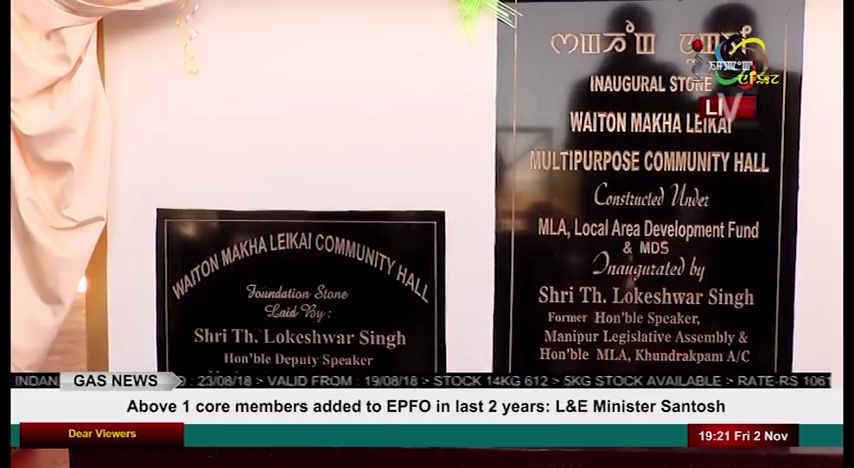 WAITON MAKHA LEIKAI COMMUNITY HALL
Foundation Stone
Laid By:
Shri Th. Lokeshwar Singh
Hon'ble Deputy Speaker
INAUGURAL STONE
WAITON MAKHA LEIKAI
MULTIPURPOSE COMMUNITY HALL
Constructed Under
MLA, Local Area Development Fund
& MDS
Inaugurated by
Shri Th. Lokeshwar Singh
Former Hon'ble Speaker,
Manipur Legislative Assembly &
Hon'ble MLA, Khundrakpam A/C
INDAN
GAS NEWS
: 23/08/18 > VALID FROM : 19/08/18 > STOCK 14KG 612 > 5KG STOCK AVAILABLE > RATE-RS 1061
Above 1 core members added to EPFO in last 2 years: L&E Minister Santosh
Dear Viewers
19:21 Fri 2 Nov